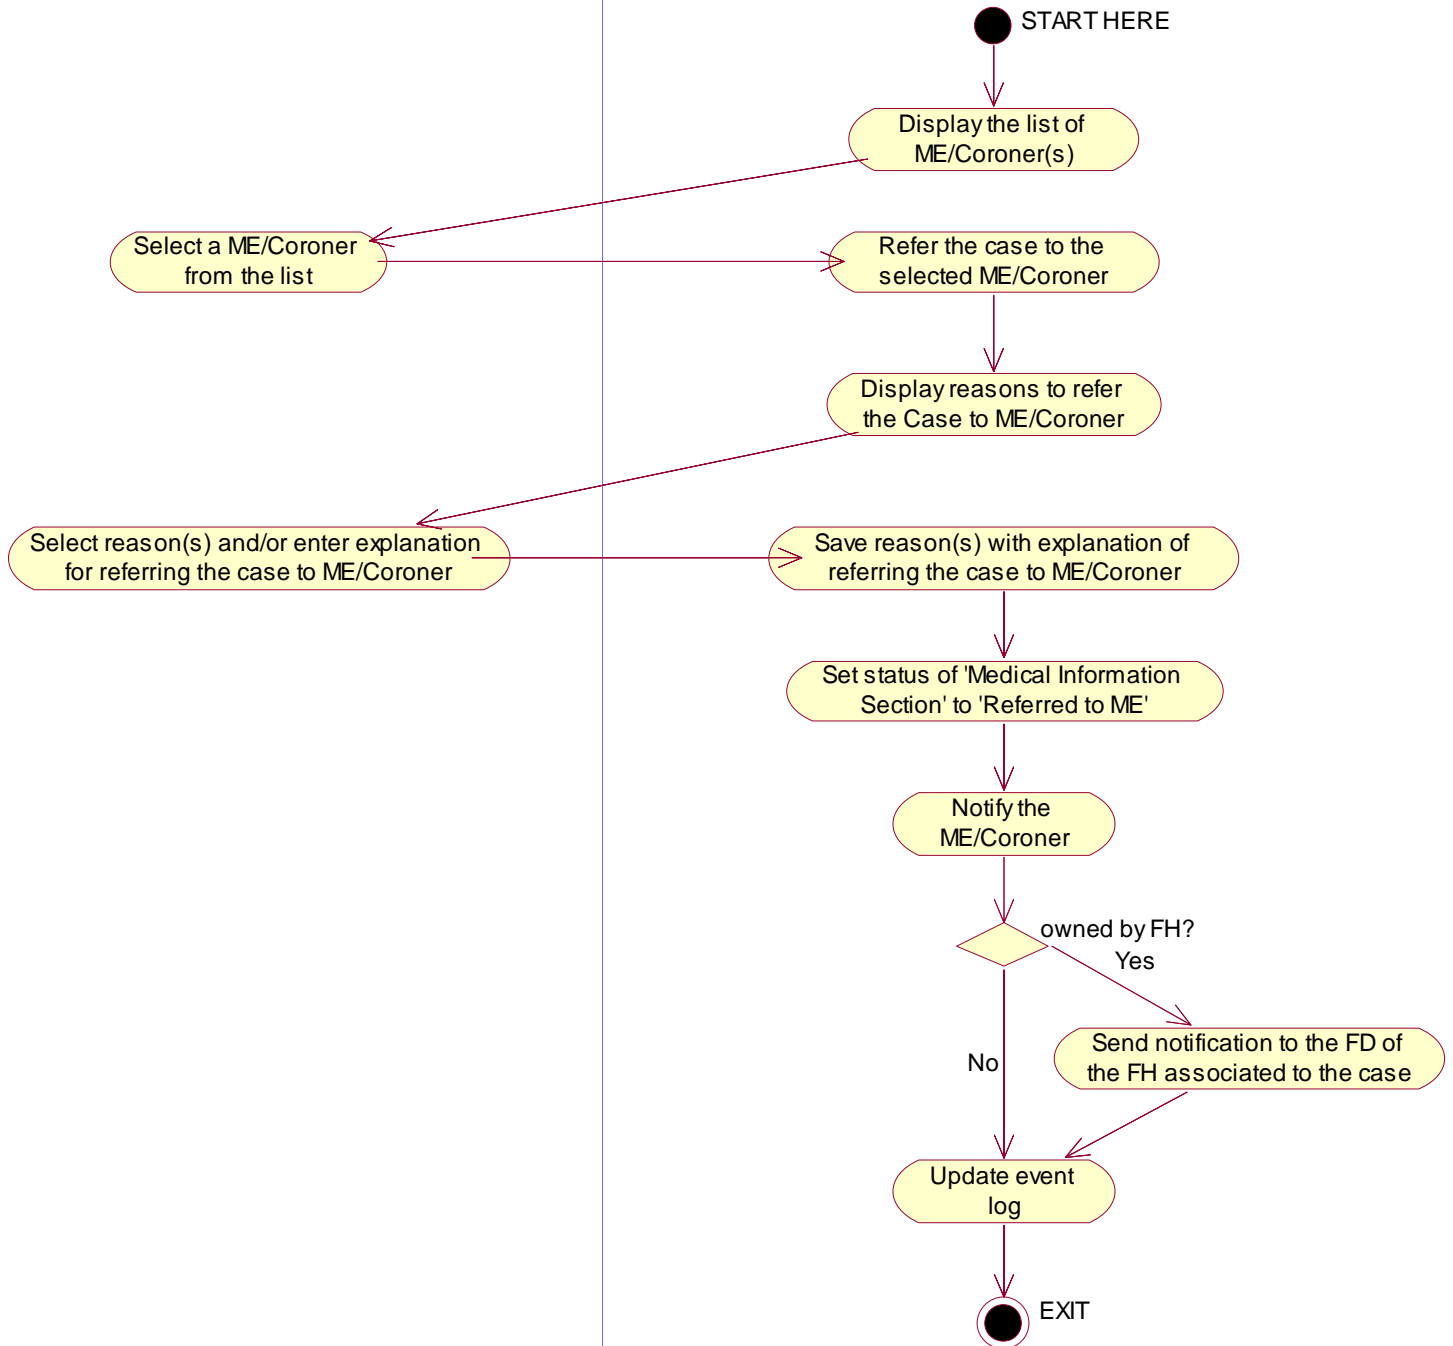 START HERE
Display the list of
ME/Coroner(s)
Select a ME/Coroner
from the list
Refer the case to the
selected ME/Coroner
Display reasons to refer
the Case to ME/Coroner
Select reason(s) and/or enter explanation
for referring the case to ME/Coroner
Save reason(s) with explanation of
referring the case to ME/Coroner
Set status of 'Medical Information
Section' to 'Referred to ME'
Notify the
ME/Coroner
owned by FH?
Yes
Send notification to the FD of
the FH associated to the case
No
Update event
log
EXIT